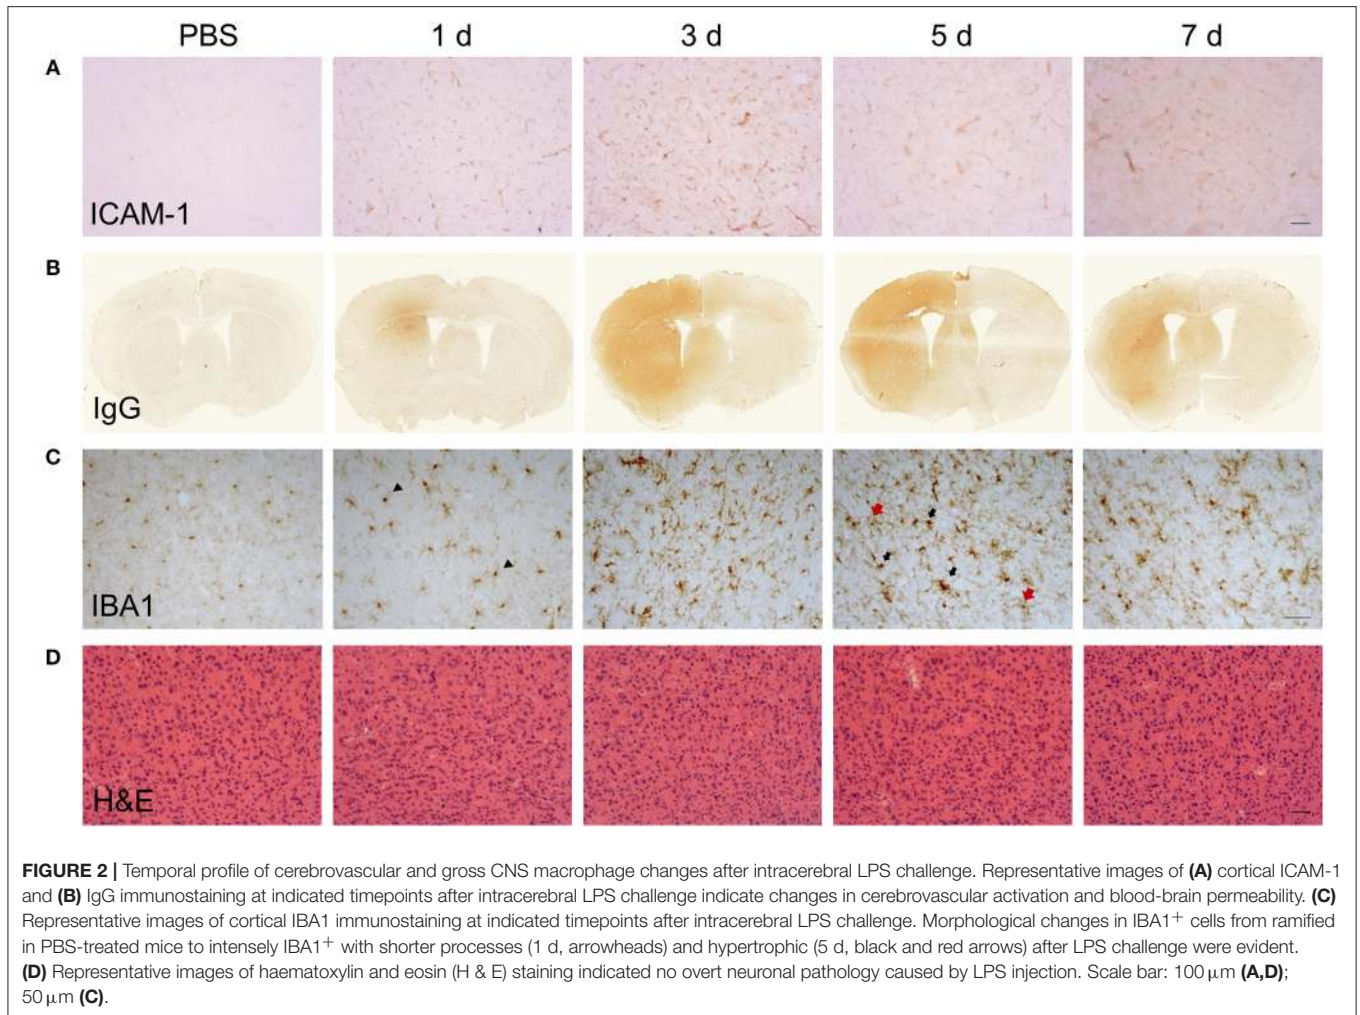 PBS 1 d 3 d 5 d 7 d
A
ICAM-1
B
IgG
C
IBA1
D
H&E
FIGURE 2 | Temporal profile of cerebrovascular and gross CNS macrophage changes after intracerebral LPS challenge. Representative images of (A) cortical ICAM-1
and (B) IgG immunostaining at indicated timepoints after intracerebral LPS challenge indicate changes in cerebrovascular activation and blood-brain permeability. (C)
Representative images of cortical IBA1 immunostaining at indicated timepoints after intracerebral LPS challenge. Morphological changes in IBA1+ cells from ramified
in PBS-treated mice to intensely IBA1+ with shorter processes (1 d, arrowheads) and hypertrophic (5 d, black and red arrows) after LPS challenge were evident.
(D) Representative images of haematoxylin and eosin (H & E) staining indicated no overt neuronal pathology caused by LPS injection. Scale bar: 100 μm (A,D);
50 μm (C).